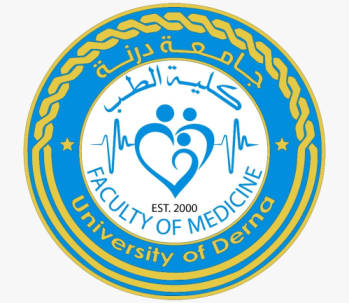 جامعة درنة
كلية الطب
EST. 2000
FACULTY OF MEDICINE
University of Derna